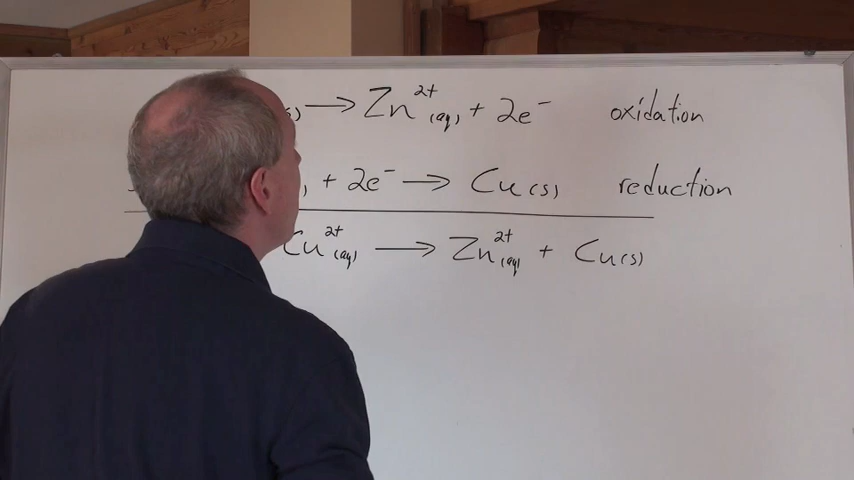 s) → Zn²⁺(aq) + 2e⁻ oxidation
) + 2e⁻ → Cu(s) reduction
Cu²⁺(aq) → Zn²⁺(aq) + Cu(s)